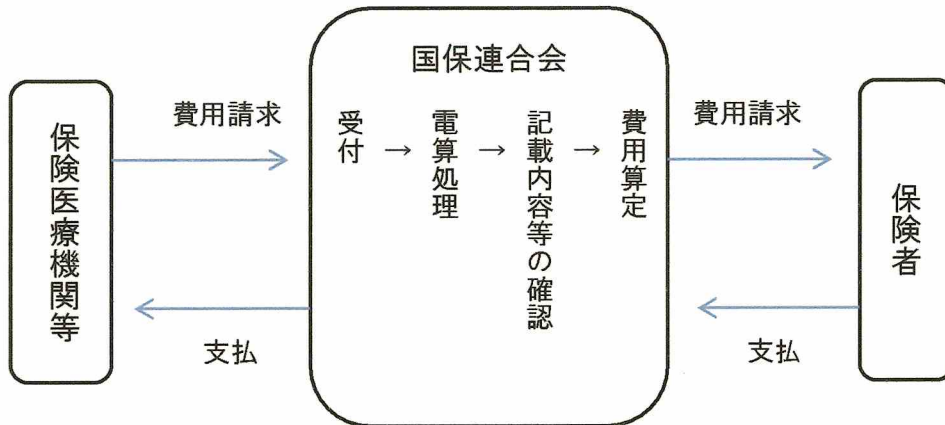 国保連合会
保険医療機関等
費用請求
支払
受付
→
電算処理
→
記載内容等の確認
→
費用算定
費用請求
支払
保険者